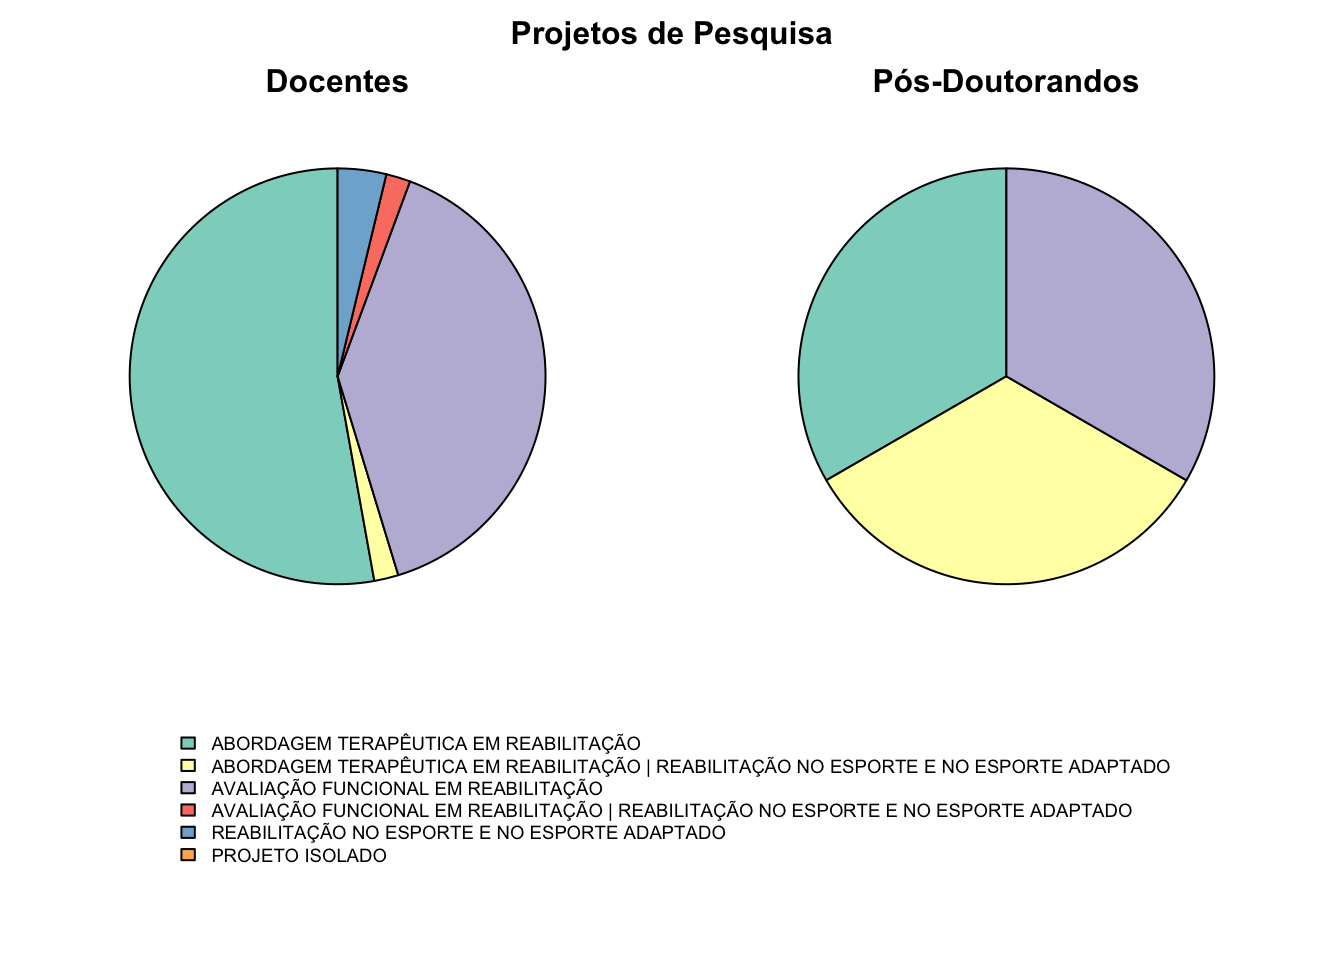 Projetos de Pesquisa
Docentes
Pós-Doutorandos
ABORDAGEM TERAPÊUTICA EM REABILITAÇÃO
ABORDAGEM TERAPÊUTICA EM REABILITAÇÃO | REABILITAÇÃO NO ESPORTE E NO ESPORTE ADAPTADO
AVALIAÇÃO FUNCIONAL EM REABILITAÇÃO
AVALIAÇÃO FUNCIONAL EM REABILITAÇÃO | REABILITAÇÃO NO ESPORTE E NO ESPORTE ADAPTADO
REABILITAÇÃO NO ESPORTE E NO ESPORTE ADAPTADO
PROJETO ISOLADO